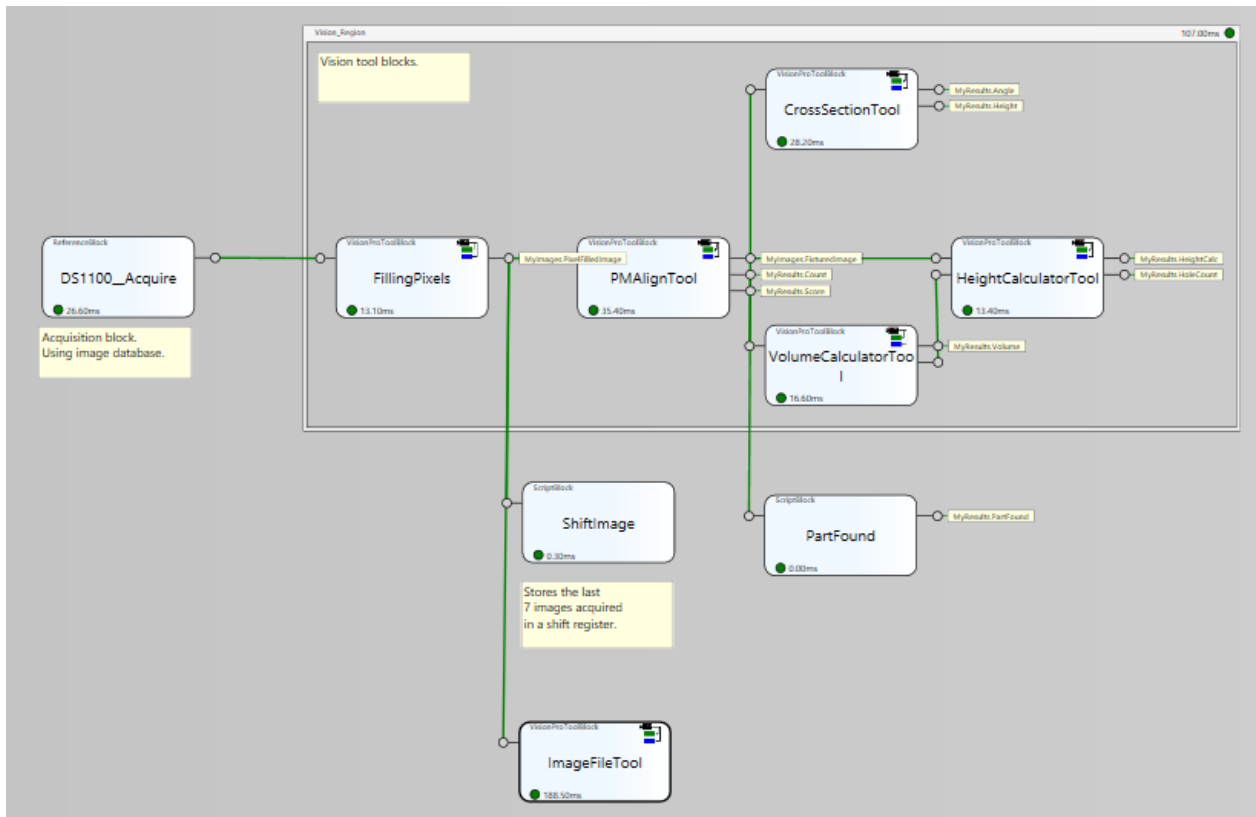 Vision_Region
107.00ms
Vision tool blocks.
VisionProToolBlock
CrossSectionTool
28.20ms
MyResults.Angle
MyResults.Height
ReferenceBlock
DS1100__Acquire
26.60ms
Acquisition block.
Using image database.
VisionProToolBlock
FillingPixels
13.10ms
MyImages.PixelFilledImage
VisionProToolBlock
PMAlignTool
35.40ms
MyImages.FixturedImage
MyResults.Count
MyResults.Score
VisionProToolBlock
HeightCalculatorTool
13.40ms
MyResults.HeightCalc
MyResults.HoleCount
VisionProToolBlock
VolumeCalculatorToo
l
16.60ms
MyResults.Volume
ScriptBlock
ShiftImage
0.30ms
Stores the last
7 images acquired
in a shift register.
ScriptBlock
PartFound
0.00ms
MyResults.PartFound
VisionProToolBlock
ImageFileTool
188.50ms